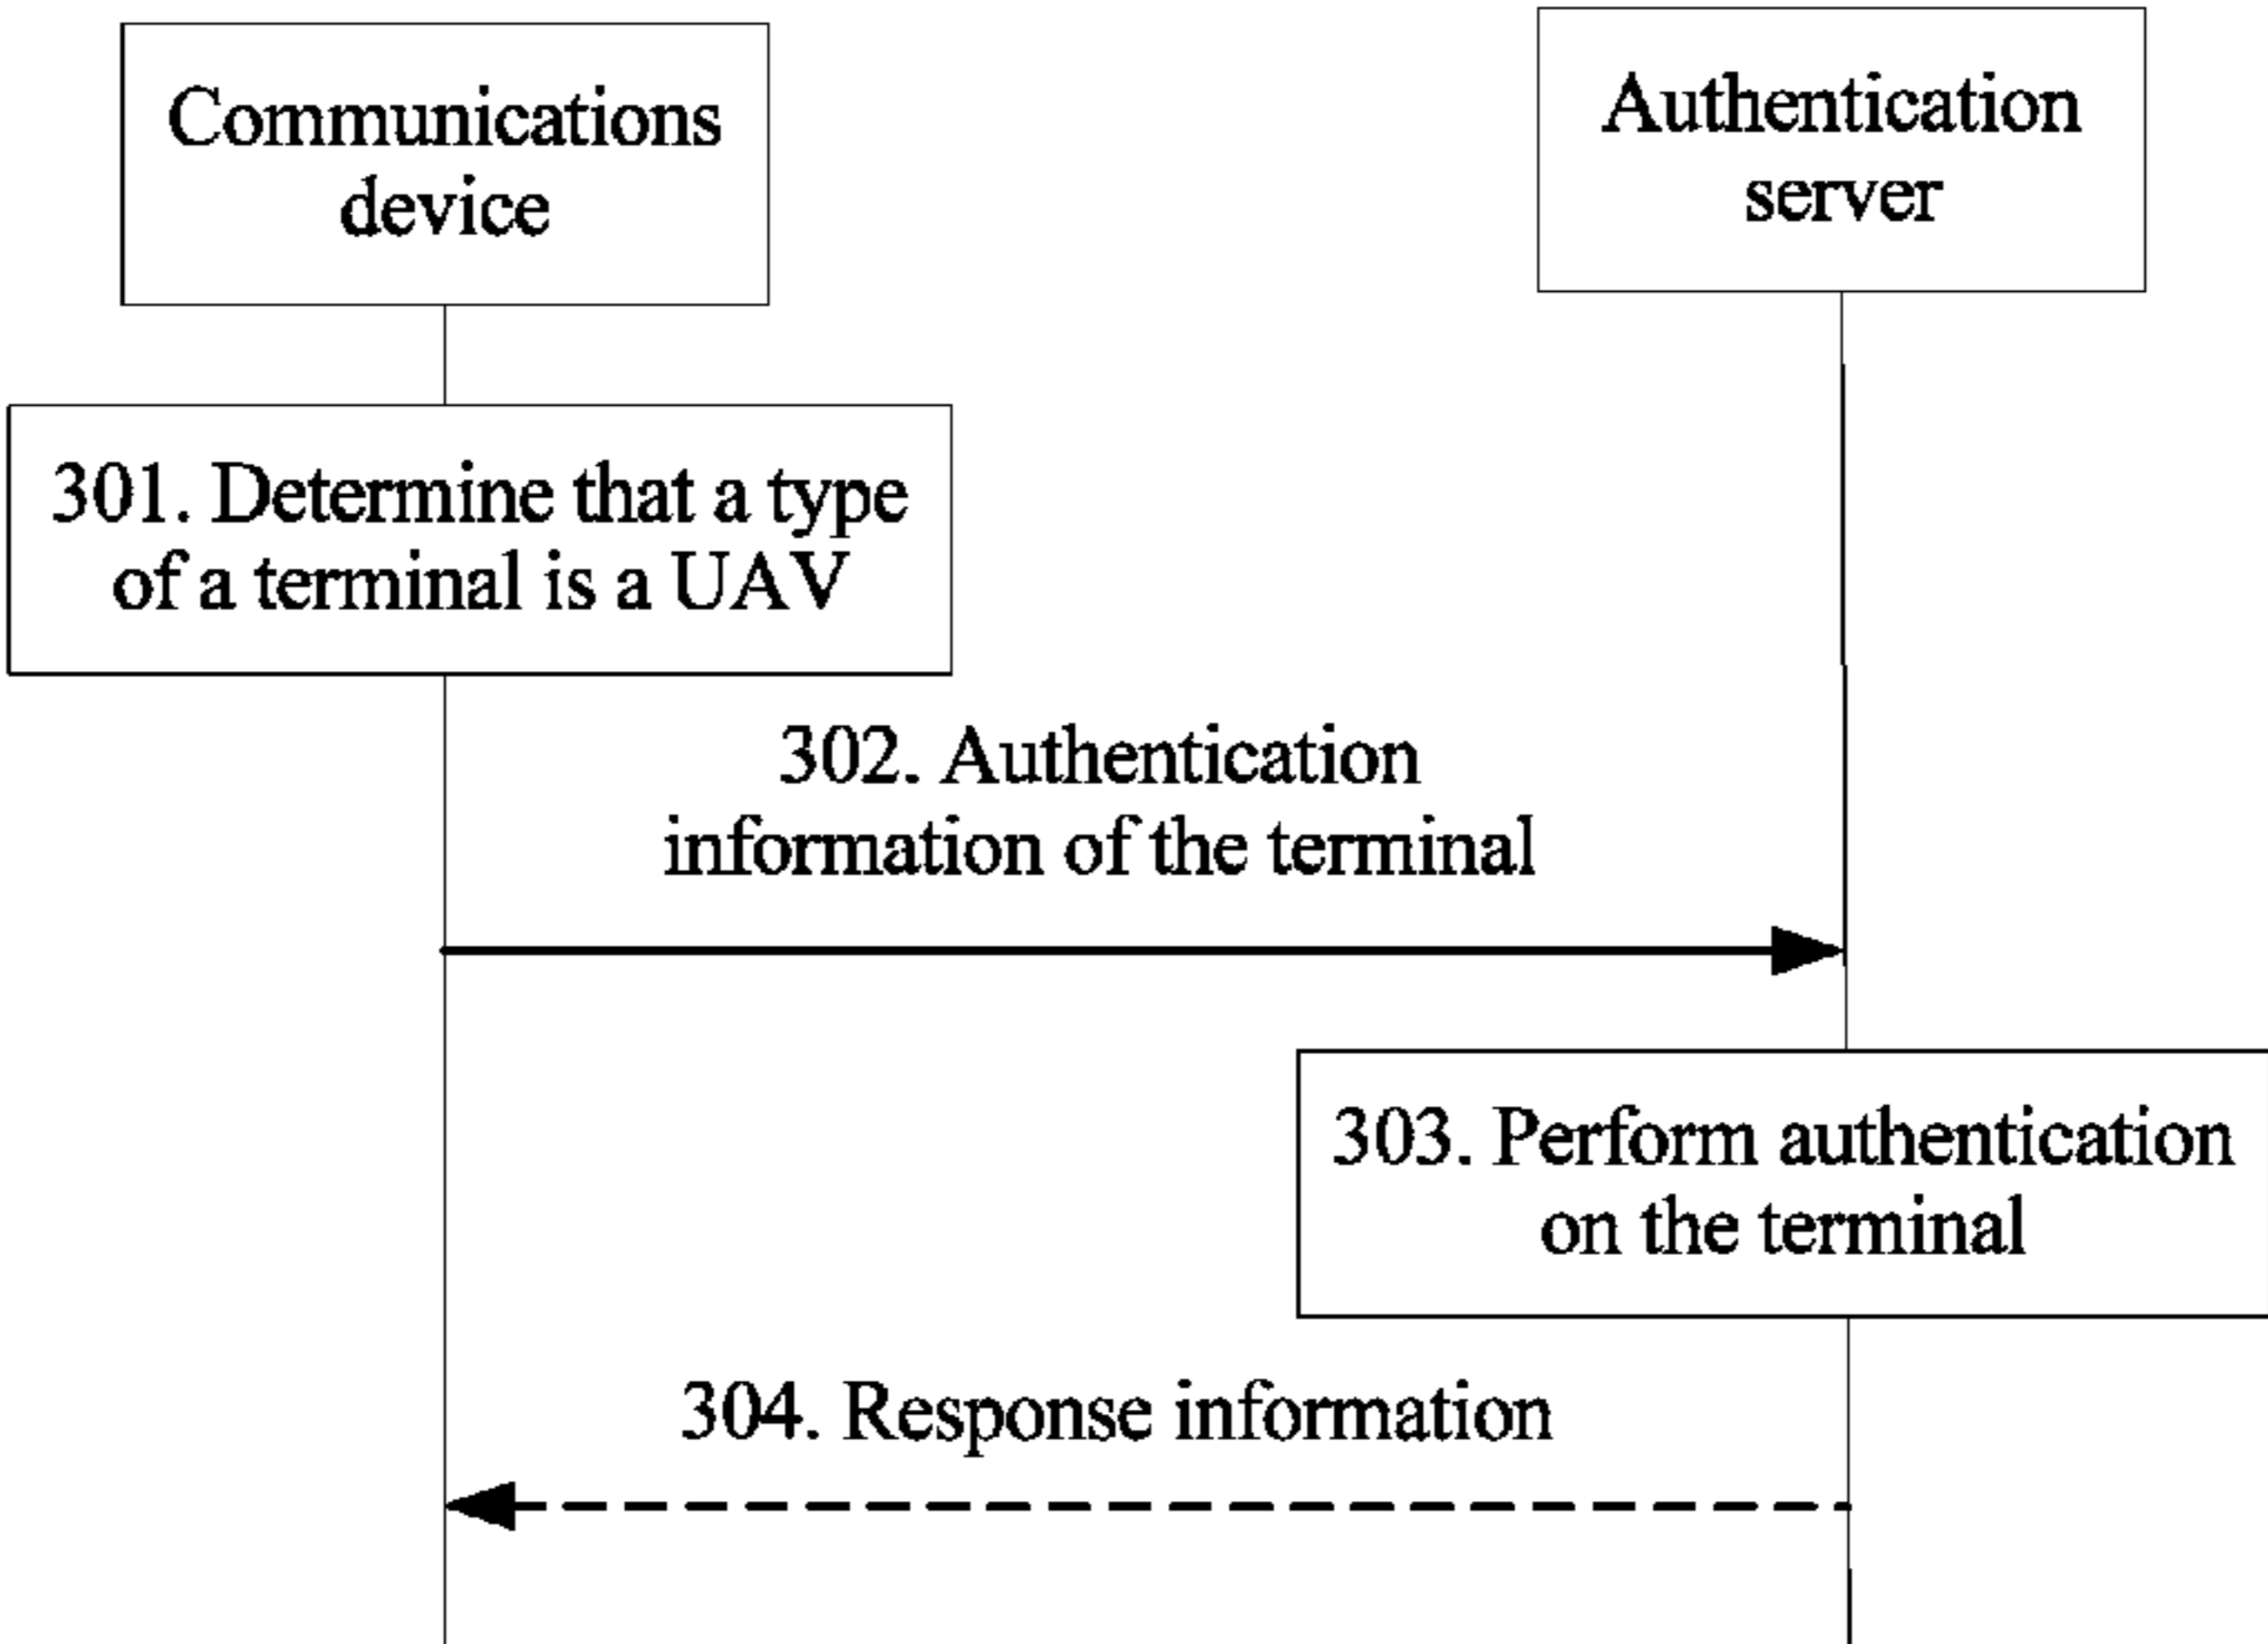 Communications
device
Authentication
server
301. Determine that a type
of a terminal is a UAV
302. Authentication
information of the terminal
303. Perform authentication
on the terminal
304. Response information